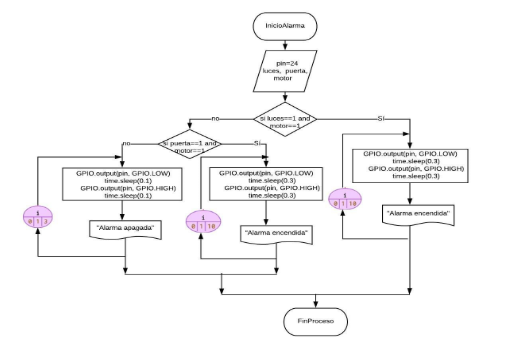 InicioAlarma
pin=24
luces, puerta,
motor
si luces==1 and
motor==1
no
Sí
si puerta==1 and
motor==1
no
Sí
GPIO.output(pin, GPIO.LOW)
time.sleep(0.1)
GPIO.output(pin, GPIO.HIGH)
time.sleep(0.1)
GPIO.output(pin, GPIO.LOW)
time.sleep(0.3)
GPIO.output(pin, GPIO.HIGH)
time.sleep(0.3)
GPIO.output(pin, GPIO.LOW)
time.sleep(0.3)
GPIO.output(pin, GPIO.HIGH)
time.sleep(0.3)
i
0 1 3
i
0 1 10
i
0 1 10
"Alarma apagada"
"Alarma encendida"
"Alarma encendida"
FinProceso